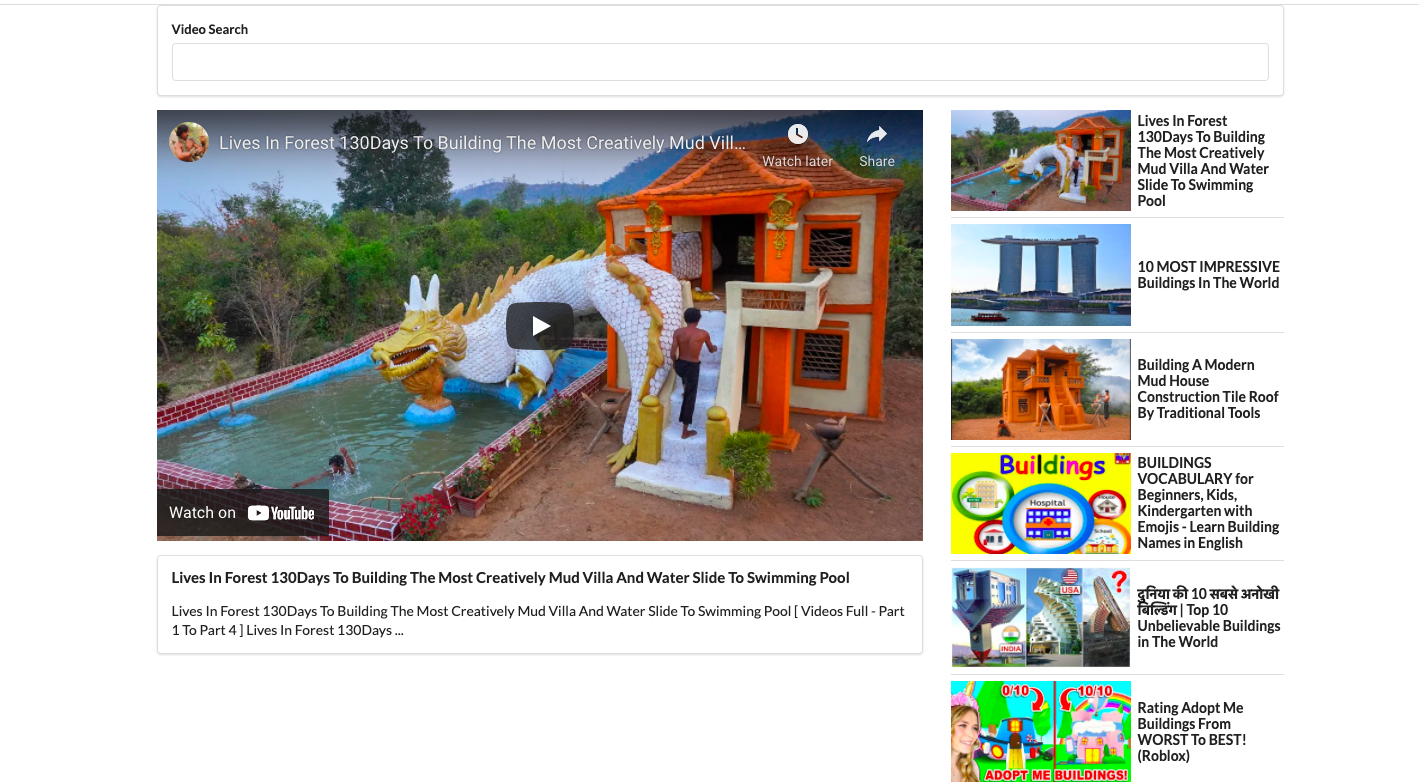 Video Search
Lives In Forest 130Days To Building The Most Creatively Mud Vill...
Watch later
Share
Watch on YouTube
Lives In Forest 130Days To Building The Most Creatively Mud Villa And Water Slide To Swimming Pool
Lives In Forest 130Days To Building The Most Creatively Mud Villa And Water Slide To Swimming Pool [ Videos Full - Part
1 To Part 4 ] Lives In Forest 130Days ...
Lives In Forest
130Days To Building
The Most Creatively
Mud Villa And Water
Slide To Swimming
Pool
10 MOST IMPRESSIVE
Buildings In The World
Building A Modern
Mud House
Construction Tile Roof
By Traditional Tools
Buildings
Hospital
House
School
BUILDINGS
VOCABULARY for
Beginners, Kids,
Kindergarten with
Emojis - Learn Building
Names in English
USA
?
INDIA
दुनिया की 10 सबसे अनोखी
बिल्डिंग | Top 10
Unbelievable Buildings
in The World
0/10
10/10
ADOPT ME BUILDINGS!
Rating Adopt Me
Buildings From
WORST To BEST!
(Roblox)